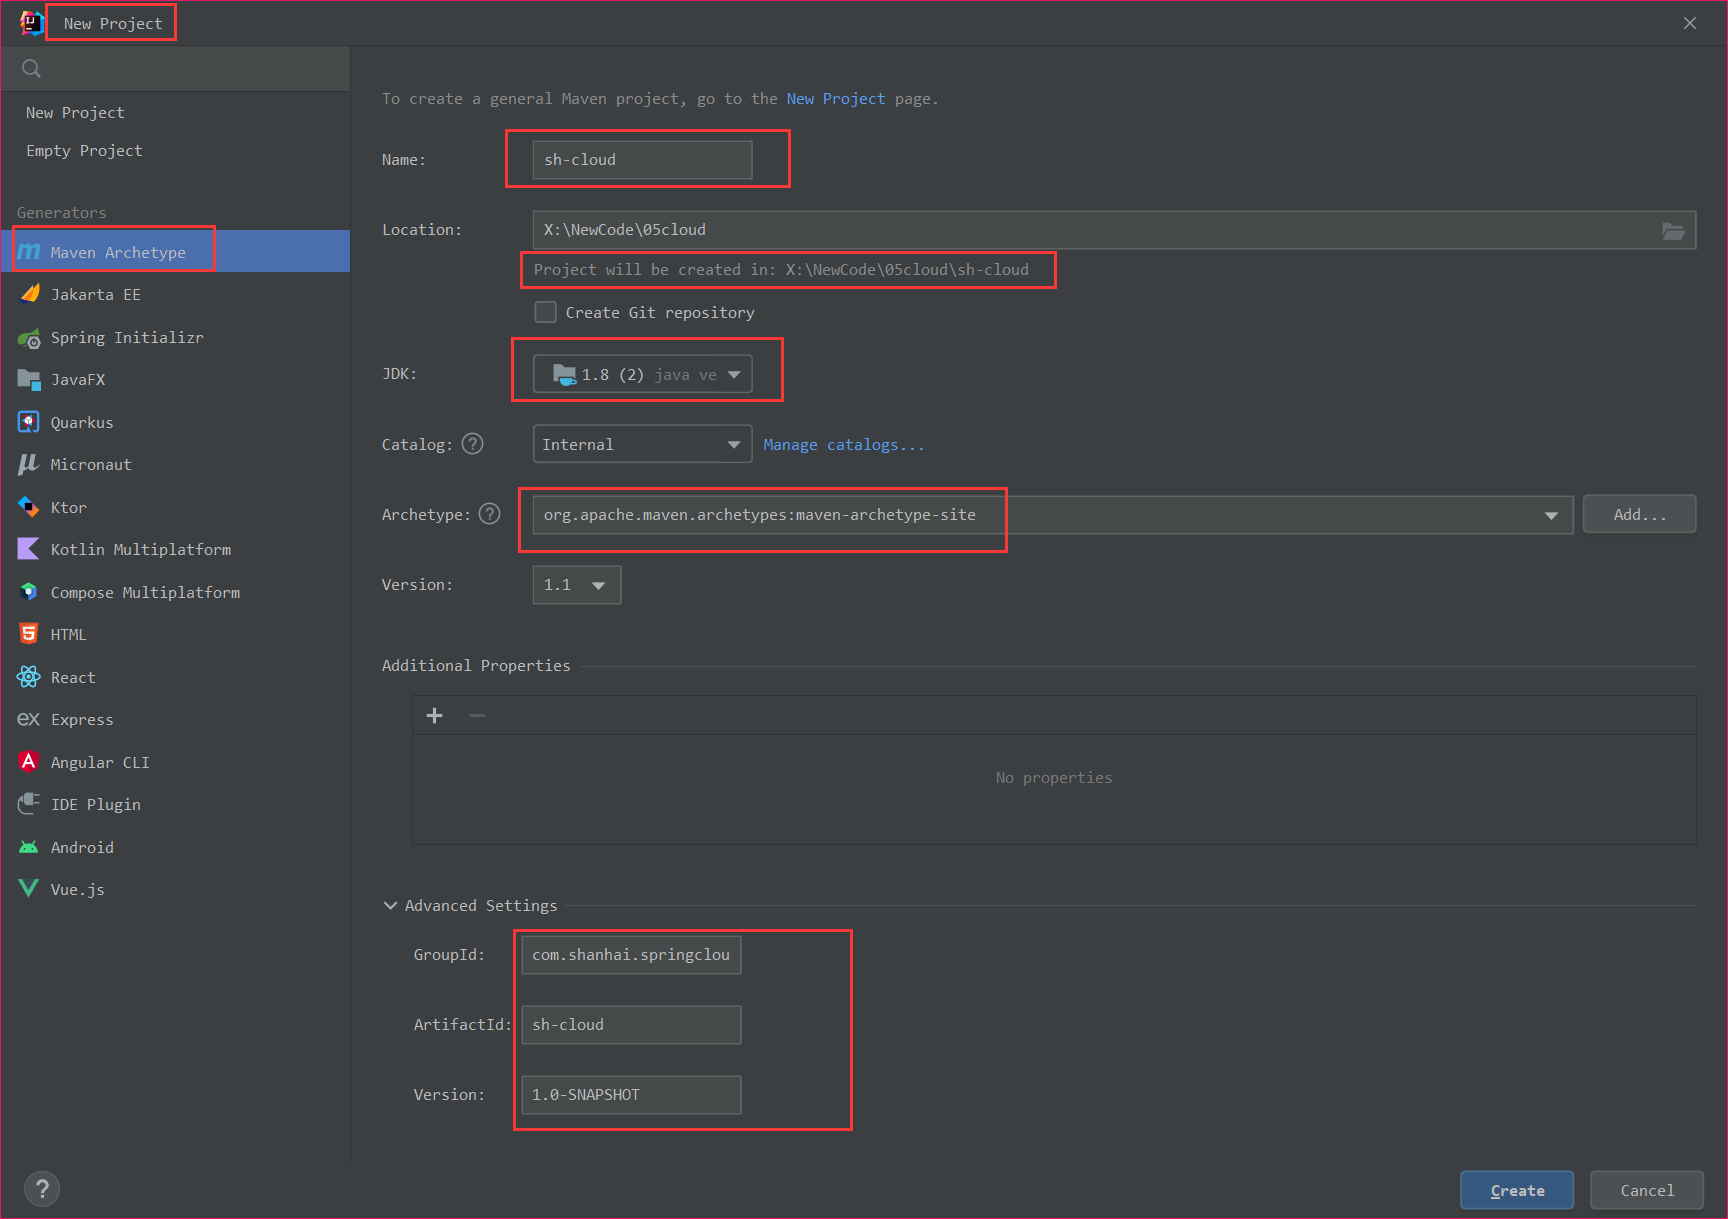 New Project
New Project
Empty Project
Generators
Maven Archetype
Jakarta EE
Spring Initializr
JavaFX
Quarkus
Micronaut
Ktor
Kotlin Multiplatform
Compose Multiplatform
HTML
React
Express
Angular CLI
IDE Plugin
Android
Vue.js
To create a general Maven project, go to the New Project page.
Name: sh-cloud
Location: X:\NewCode\05cloud
Project will be created in: X:\NewCode\05cloud\sh-cloud
Create Git repository
JDK: 1.8 (2) java ve
Catalog: ? Internal Manage catalogs...
Archetype: ? org.apache.maven.archetypes:maven-archetype-site Add...
Version: 1.1
Additional Properties
No properties
Advanced Settings
GroupId: com.shanhai.springclou
ArtifactId: sh-cloud
Version: 1.0-SNAPSHOT
? Create Cancel